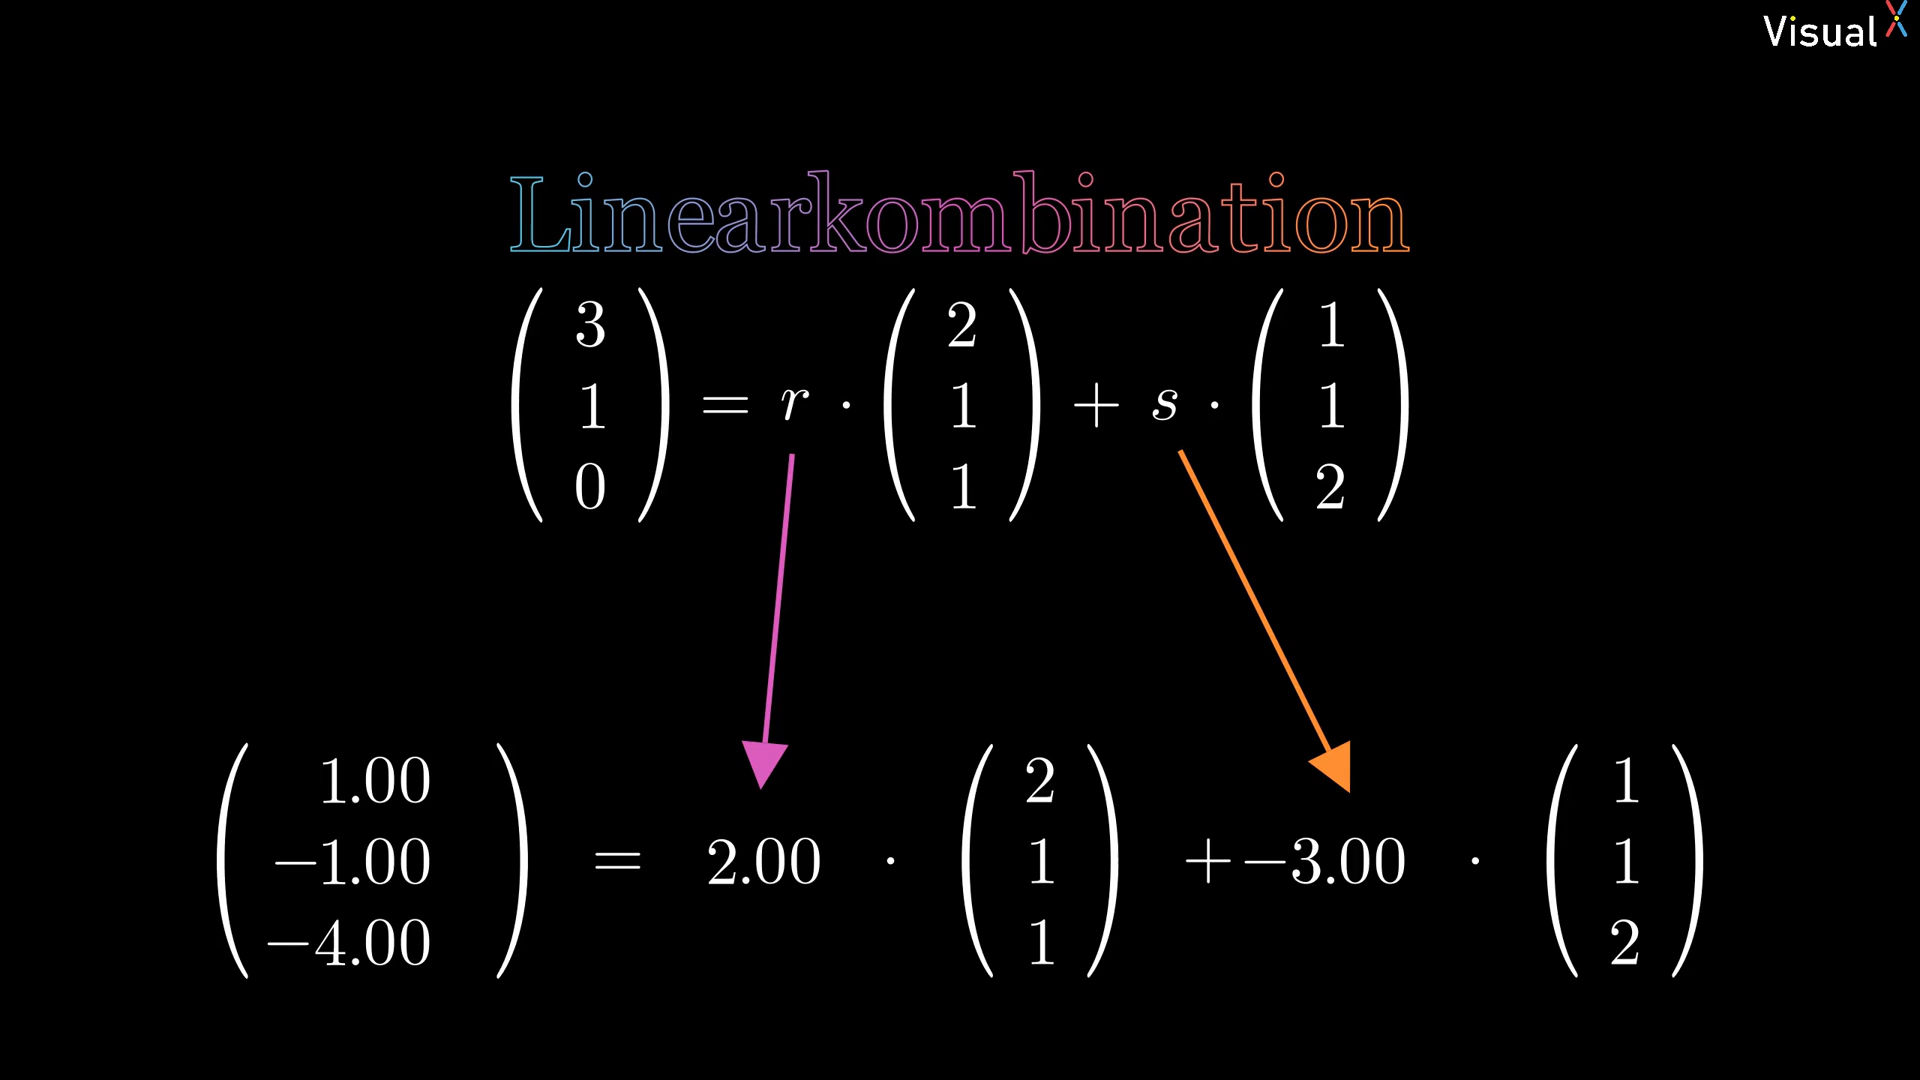 Visual X
Linearkombination
( 3 1 0 ) = r · ( 2 1 1 ) + s · ( 1 1 2 )
( 1.00 −1.00 −4.00 ) = 2.00 · ( 2 1 1 ) + −3.00 · ( 1 1 2 )